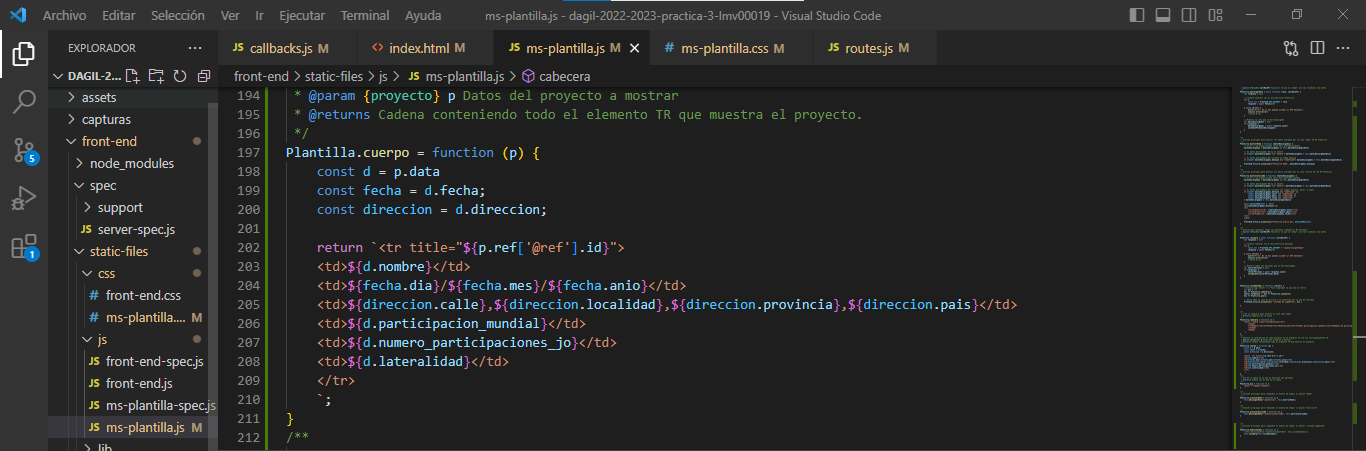 Archivo Editar Selección Ver Ir Ejecutar Terminal Ayuda ms-plantilla.js - dagil-2022-2023-practica-3-lmv00019 - Visual Studio Code
EXPLORADOR ···
JS callbacks.js M <> index.html M JS ms-plantilla.js M # ms-plantilla.css M JS routes.js M
DAGIL-2...
front-end > static-files > js > JS ms-plantilla.js > cabecera
assets
capturas
front-end
node_modules
spec
support
JS server-spec.js
static-files
css
# front-end.css
# ms-plantilla.... M
js
JS front-end-spec.js
JS front-end.js
JS ms-plantilla-spec.js
JS ms-plantilla.js M
lib
5
1
194 * @param {proyecto} p Datos del proyecto a mostrar
195 * @returns Cadena conteniendo todo el elemento TR que muestra el proyecto.
196 */
197 Plantilla.cuerpo = function (p) {
198 const d = p.data
199 const fecha = d.fecha;
200 const direccion = d.direccion;
201
202 return `<tr title="${p.ref['@ref'].id}">
203 <td>${d.nombre}</td>
204 <td>${fecha.dia}/${fecha.mes}/${fecha.anio}</td>
205 <td>${direccion.calle},${direccion.localidad},${direccion.provincia},${direccion.pais}</td>
206 <td>${d.participacion_mundial}</td>
207 <td>${d.numero_participaciones_jo}</td>
208 <td>${d.lateralidad}</td>
209 </tr>
210 `;
211 }
212 /**